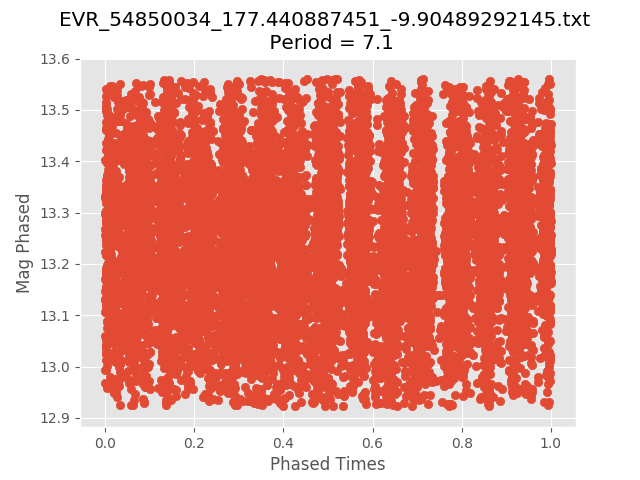 EVR_54850034_177.440887451_-9.90489292145.txt
Period = 7.1
13.6
13.5
13.4
13.3
13.2
13.1
13.0
12.9
Mag Phased
0.0 0.2 0.4 0.6 0.8 1.0
Phased Times